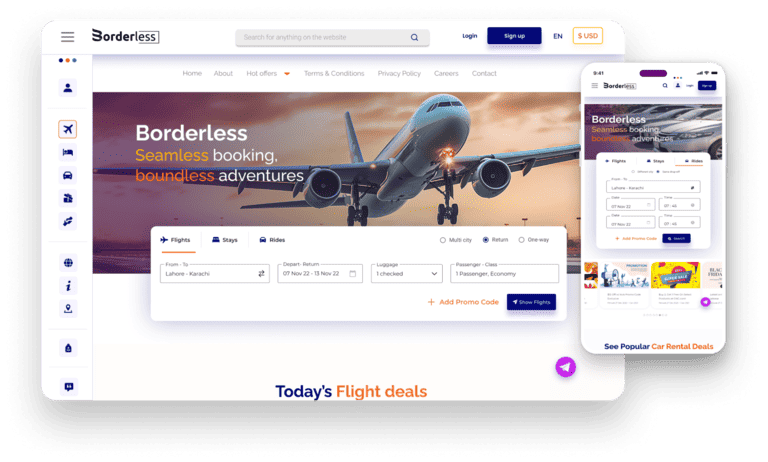 Borderless
Search for anything on the website
Login
Sign up
EN
$ USD
Home
About
Hot offers
Terms & Conditions
Privacy Policy
Careers
Contact
Borderless
Seamless booking,
boundless adventures
Flights
Stays
Rides
Multi city
Return
One-way
From - To
Lahore - Karachi
Depart - Return
07 Nov 22 - 13 Nov 22
Luggage
1 checked
Passenger - Class
1 Passenger, Economy
+ Add Promo Code
Show Flights
Today's Flight deals
9:41
Borderless
Login
Sign up
Borderless
Seamless booking,
boundless adventures
Flights
Stays
Rides
From - To
Lahore - Karachi
07 Nov 22
07 - 45
07 Nov 22
07 - 45
+ Add Promo Code
Search
SUPER SALE
BLACK
See Popular Car Rental Deals